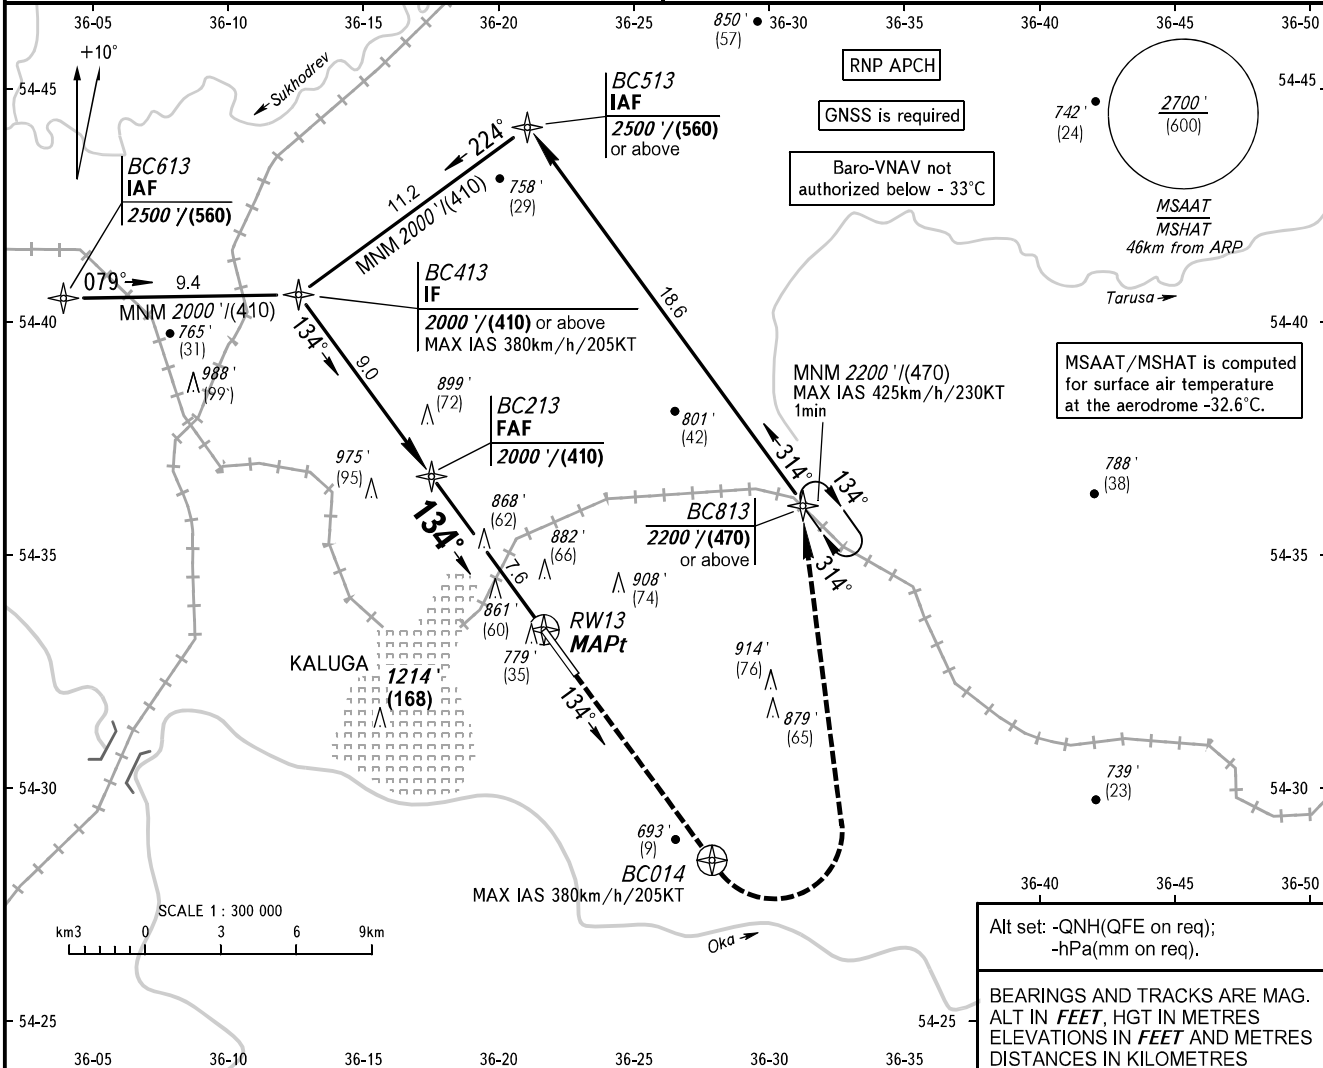 36-05
36-10
36-15
36-20
36-30
36-40
36-45
36-50
850'
(57)
+10°
Sukhodrev
54-45
54-45
RNP APCH
GNSS is required
Baro-VNAV not
authorized below - 33°C
742'
(24)
2700'
(600)
MSAAT
MSHAT
46km from ARP
BC513
IAF
2500'/(560)
or above
BC613
IAF
2500'/(560)
224°
11.2
MNM 2000'/(410)
758'
(29)
079°
9.4
MNM 2000'/(410)
BC413
IF
2000'/(410) or above
MAX IAS 380km/h/205KT
18.6
Tarusa
54-40
54-40
765'
(31)
988'
(99')
134°
9.0
899'
(72)
BC213
FAF
2000'/(410)
801'
(42)
MNM 2200'/(470)
MAX IAS 425km/h/230KT
1min
MSAAT/MSHAT is computed
for surface air temperature
at the aerodrome -32.6°C.
975'
(95)
314°
134°
788'
(38)
868'
(62)
134°
882'
(66)
BC813
2200'/(470)
or above
314°
54-35
54-35
7.6
908'
(74)
861'
(60)
RW13
MAPt
779'
(35)
KALUGA
1214'
(168)
914'
(76)
134°
879'
(65)
54-30
54-30
739'
(23)
693'
(9)
BC014
MAX IAS 380km/h/205KT
36-40
36-45
36-50
SCALE 1 : 300 000
km3 0 3 6 9km
Oka
Alt set: -QNH(QFE on req);
-hPa(mm on req).
BEARINGS AND TRACKS ARE MAG.
ALT IN FEET, HGT IN METRES
ELEVATIONS IN FEET AND METRES
DISTANCES IN KILOMETRES
54-25
54-25
36-05
36-10
36-15
36-20
36-25
36-30
36-35